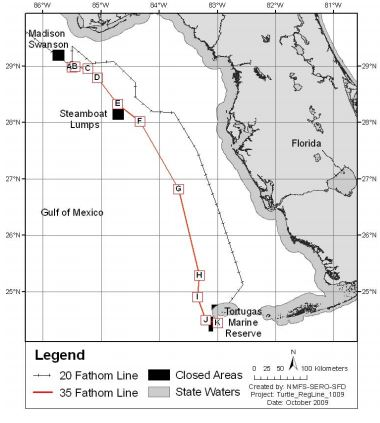 86°W 85°W 84°W 83°W 82°W 81°W
Madison
Swanson
29°N
A B C
D
29°N
E
Steamboat
Lumps
F
28°N
Florida
28°N
27°N
G
27°N
Gulf of Mexico
26°N
26°N
H
25°N
I
25°N
J K
Tortugas
Marine
Reserve
Legend
20 Fathom Line
Closed Areas
35 Fathom Line
State Waters
N
0 25 50 100 Kilometers
Created by: NMFS-SERO-SFD
Project: Turtle_RegLine_1009
Date: October 2009